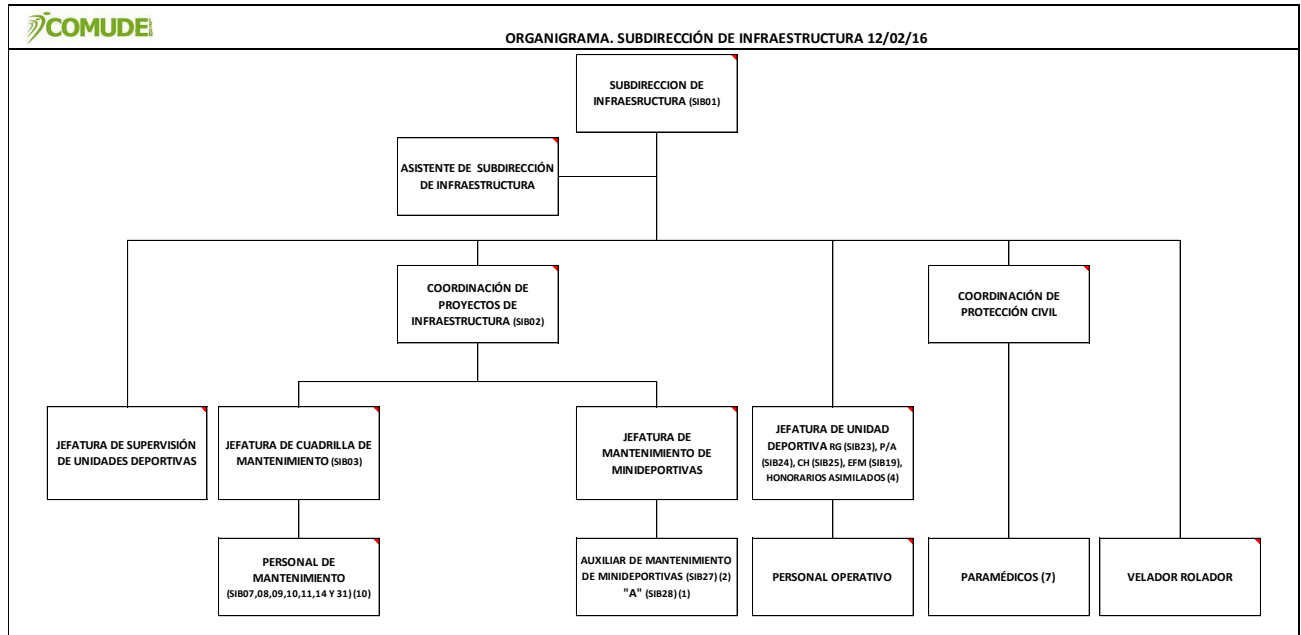 COMUDE
ORGANIGRAMA. SUBDIRECCIÓN DE INFRAESTRUCTURA 12/02/16
SUBDIRECCION DE
INFRAESRUCTURA (SIB01)
ASISTENTE DE SUBDIRECCIÓN
DE INFRAESTRUCTURA
COORDINACIÓN DE
PROYECTOS DE
INFRAESTRUCTURA (SIB02)
COORDINACIÓN DE
PROTECCIÓN CIVIL
JEFATURA DE SUPERVISIÓN
DE UNIDADES DEPORTIVAS
JEFATURA DE CUADRILLA DE
MANTENIMIENTO (SIB03)
JEFATURA DE
MANTENIMIENTO DE
MINIDEPORTIVAS
JEFATURA DE UNIDAD
DEPORTIVA RG (SIB23), P/A
(SIB24), CH (SIB25), EFM (SIB19),
HONORARIOS ASIMILADOS (4)
PERSONAL DE
MANTENIMIENTO
(SIB07,08,09,10,11,14 Y 31) (10)
AUXILIAR DE MANTENIMIENTO
DE MINIDEPORTIVAS (SIB27) (2)
"A" (SIB28) (1)
PERSONAL OPERATIVO
PARAMÉDICOS (7)
VELADOR ROLADOR